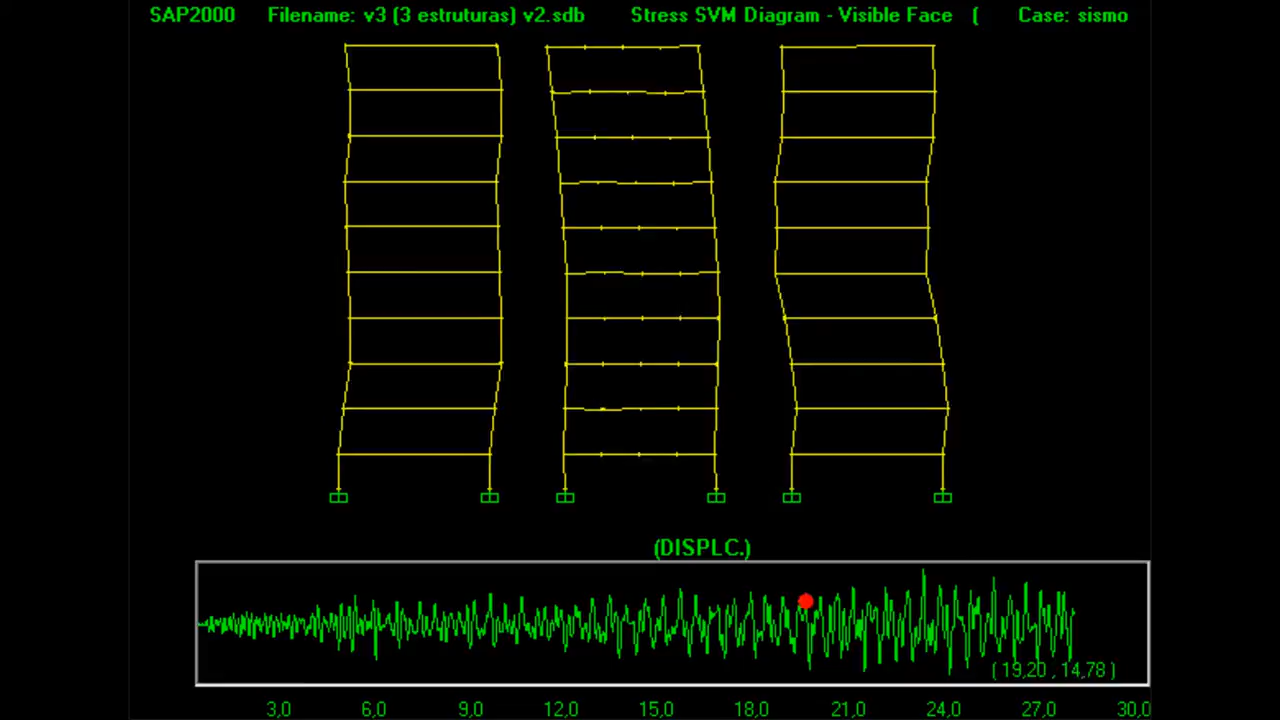 SAP2000 Filename: v3 (3 estruturas) v2.sdb Stress SVM Diagram - Visible Face ( Case: sismo
(DISPLC.)
( 19,20 , 14,78 )
3,0 6,0 9,0 12,0 15,0 18,0 21,0 24,0 27,0 30,0